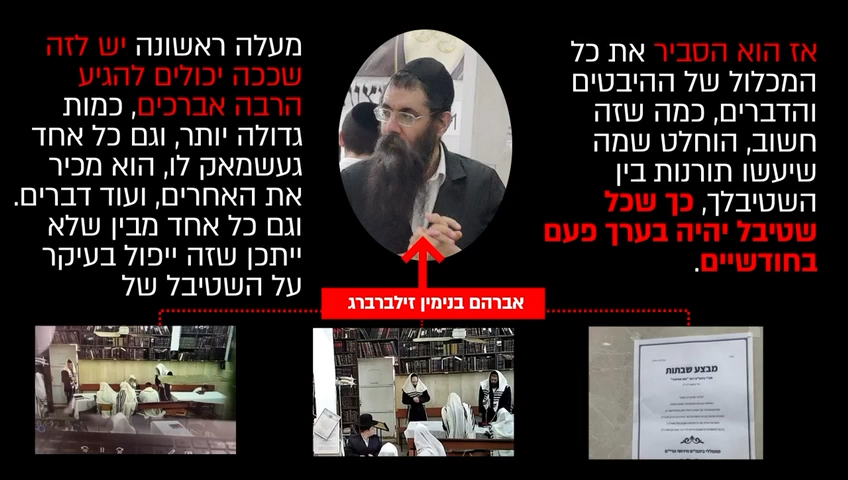 אז הוא הסביר את כל
המכלול של ההיבטים
והדברים, כמה שזה
חשוב, הוחלט שמה
שיעשו תורנות בין
השטיבלך, כך שכל
שטיבל יהיה בערך פעם
בחודשיים.
מעלה ראשונה יש לזה
שככה יכולים להגיע
הרבה אברכים, כמות
גדולה יותר, וגם כל אחד
געשמאק לו, הוא מכיר
את האחרים, ועוד דברים.
וגם כל אחד מבין שלא
ייתכן שזה ייפול בעיקר
על השטיבל של
אברהם בנימין זילברברג
מבצע שבתות